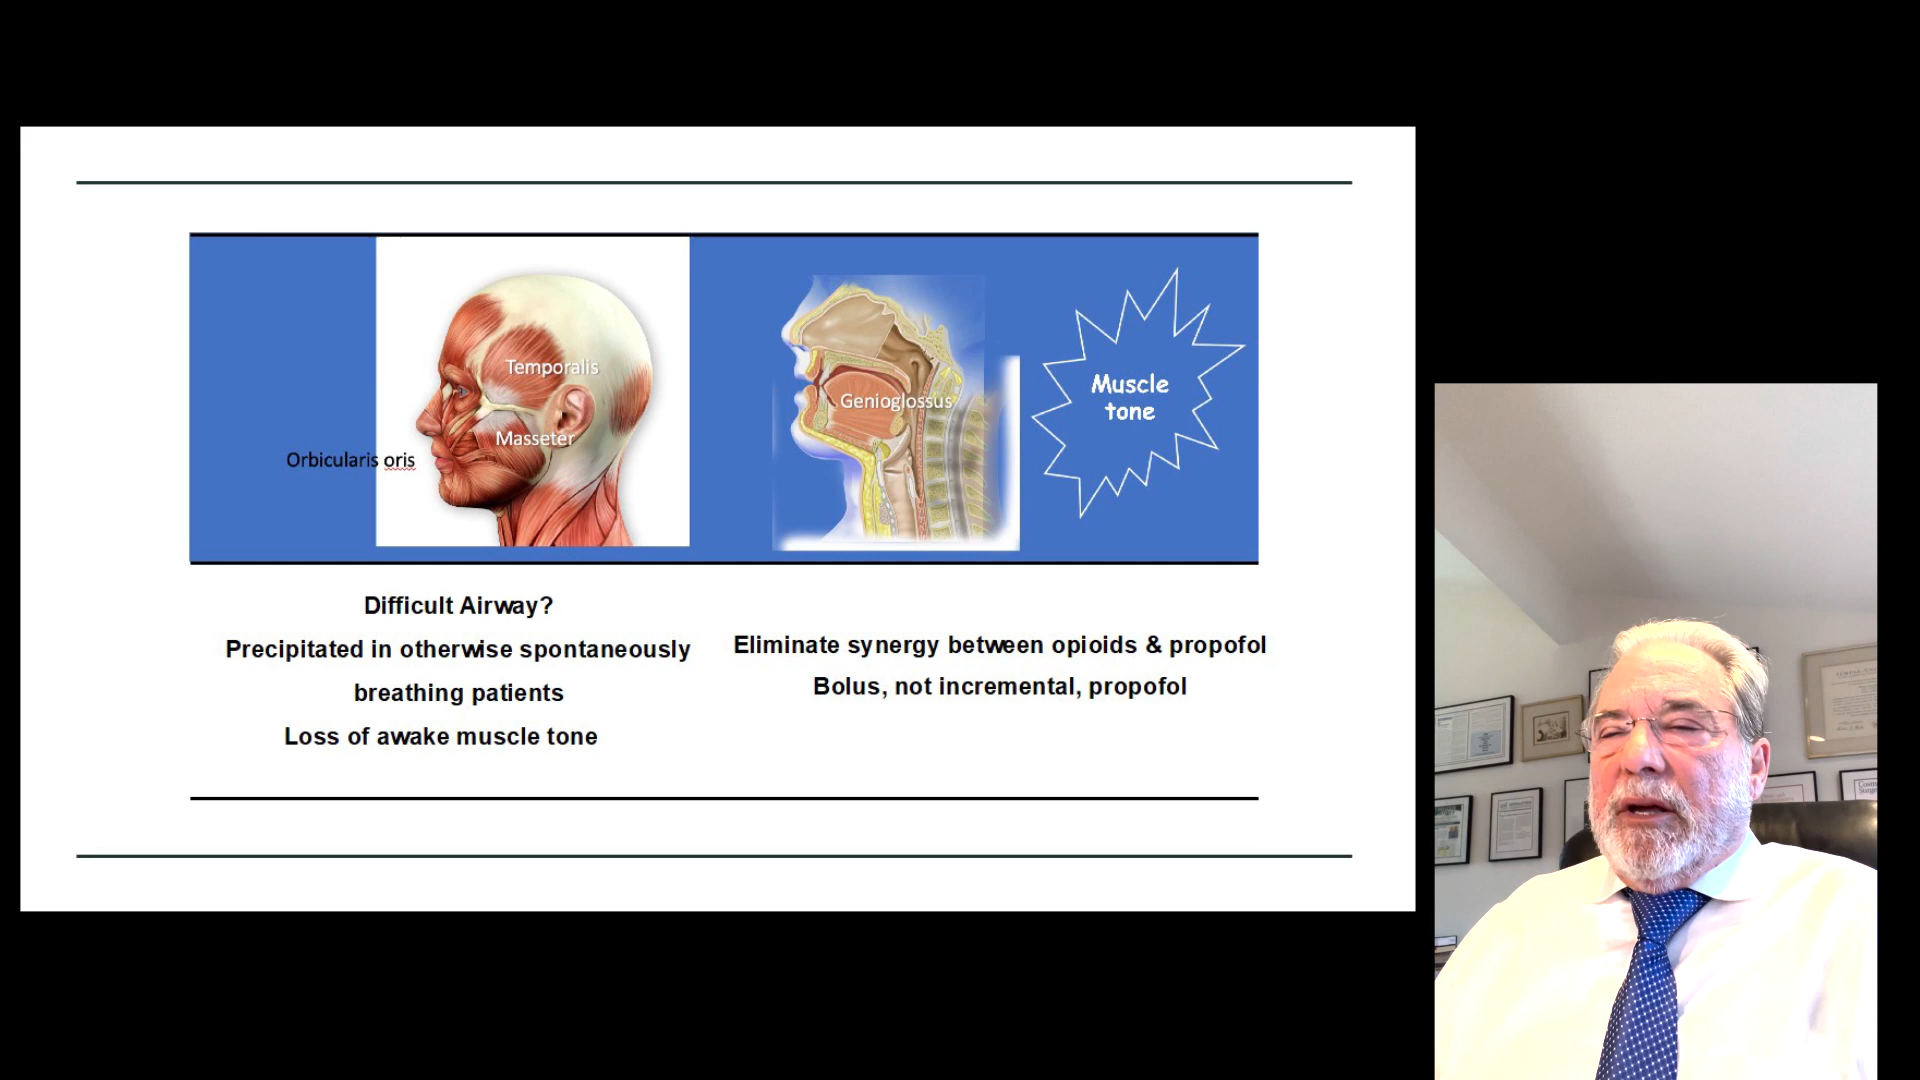 Temporalis
Genioglossus
Muscle
tone
Masseter
Orbicularis oris
Difficult Airway?
Precipitated in otherwise spontaneously
breathing patients
Loss of awake muscle tone
Eliminate synergy between opioids & propofol
Bolus, not incremental, propofol